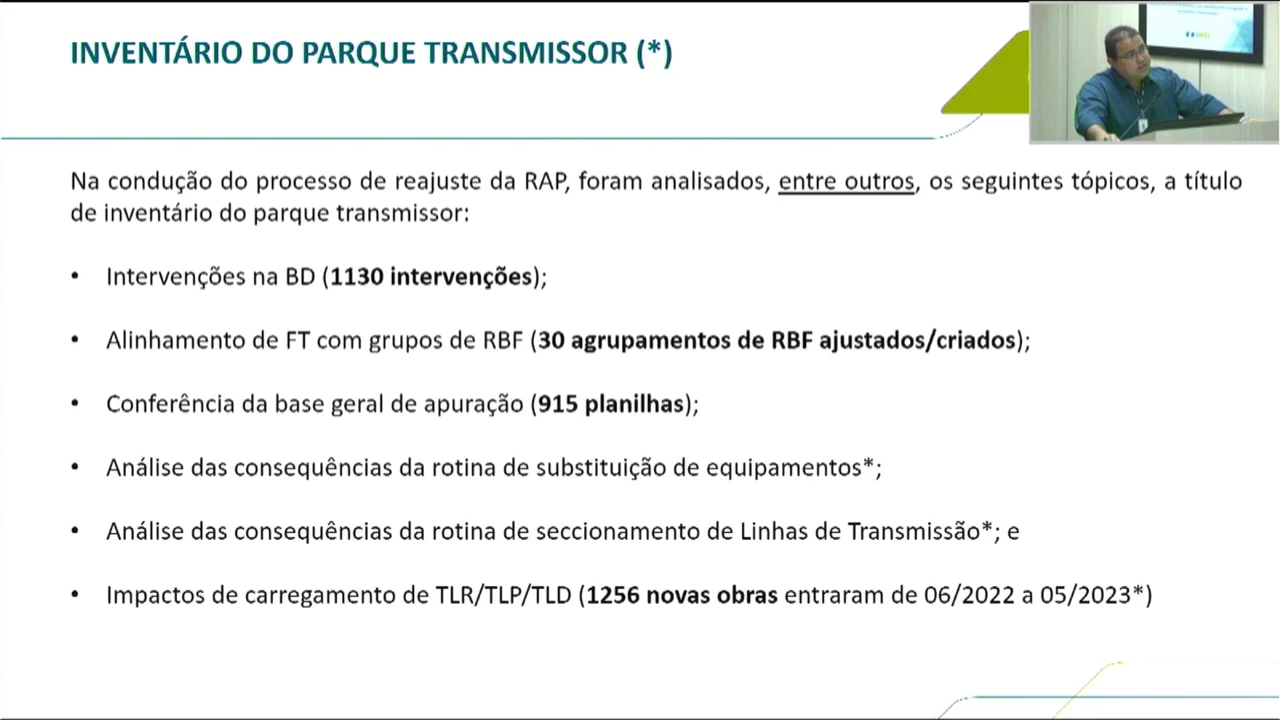 INVENTÁRIO DO PARQUE TRANSMISSOR (*)
Na condução do processo de reajuste da RAP, foram analisados, entre outros, os seguintes tópicos, a título
de inventário do parque transmissor:
• Intervenções na BD (1130 intervenções);
• Alinhamento de FT com grupos de RBF (30 agrupamentos de RBF ajustados/criados);
• Conferência da base geral de apuração (915 planilhas);
• Análise das consequências da rotina de substituição de equipamentos*;
• Análise das consequências da rotina de seccionamento de Linhas de Transmissão*; e
• Impactos de carregamento de TLR/TLP/TLD (1256 novas obras entraram de 06/2022 a 05/2023*)